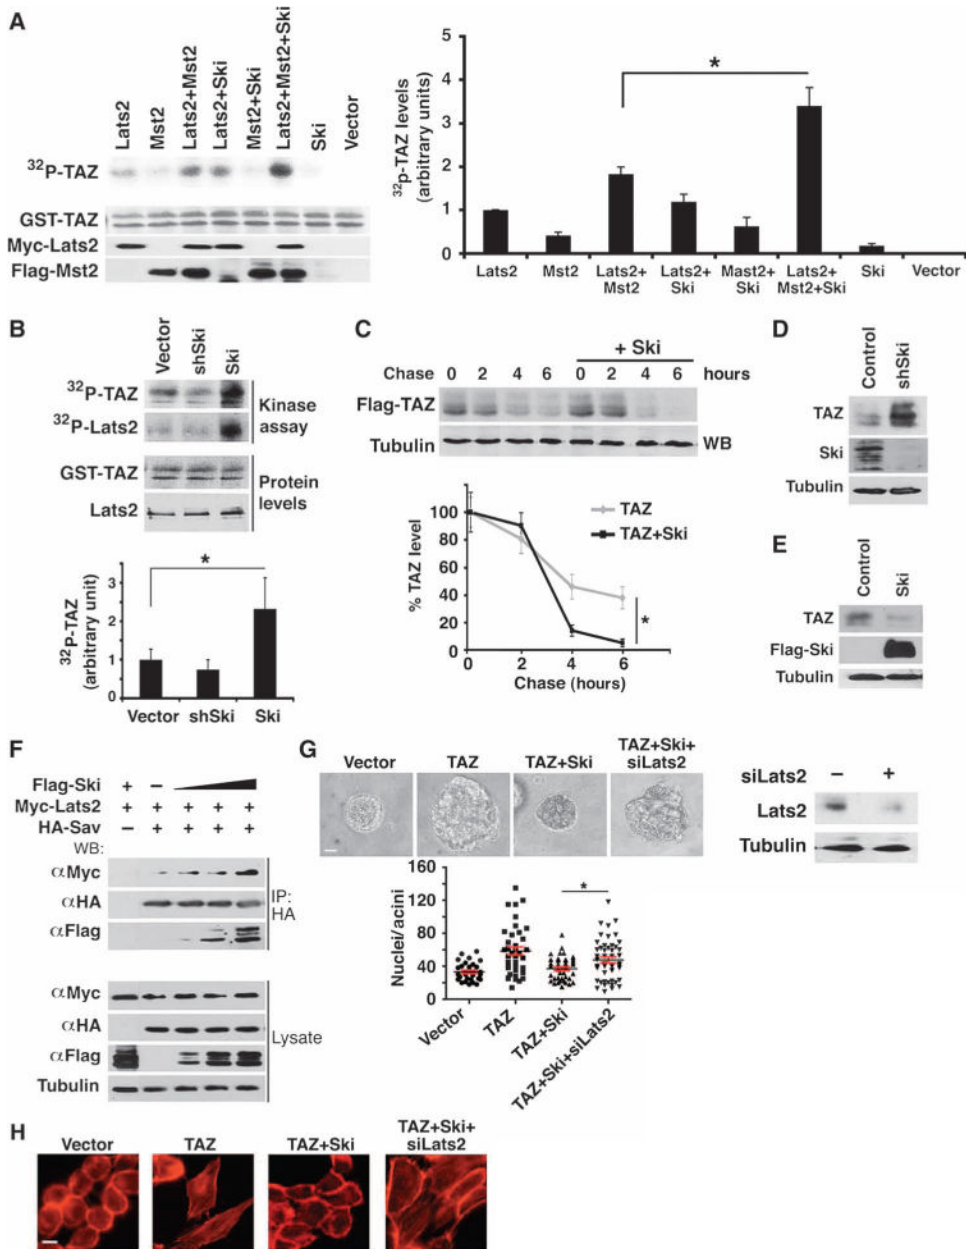 A
Lats2
Mst2
Lats2+Mst2
Lats2+Ski
Mst2+Ski
Lats2+Mst2+Ski
Ski
Vector
32P-TAZ
GST-TAZ
Myc-Lats2
Flag-Mst2
32p-TAZ levels
(arbitrary units)
5
4
3
2
1
0
*
Lats2
Mst2
Lats2+
Mst2
Lats2+
Ski
Mast2+
Ski
Lats2+
Mst2+Ski
Ski
Vector
B
Vector
shSki
Ski
32P-TAZ
32P-Lats2
Kinase
assay
GST-TAZ
Lats2
Protein
levels
*
32P-TAZ
(arbitrary unit)
3
2
1
0
Vector
shSki
Ski
C
+ Ski
Chase
0 2 4 6 0 2 4 6
hours
Flag-TAZ
Tubulin
WB
TAZ
TAZ+Ski
% TAZ level
100
80
60
40
20
0
*
0 2 4 6
Chase (hours)
D
Control
shSki
TAZ
Ski
Tubulin
E
Control
Ski
TAZ
Flag-Ski
Tubulin
F
Flag-Ski + −
Myc-Lats2 + + + + +
HA-Sav − + + + +
WB:
αMyc
αHA
αFlag
IP:
HA
αMyc
αHA
αFlag
Tubulin
Lysate
G
Vector
TAZ
TAZ+Ski
TAZ+Ski+
siLats2
Nuclei/acini
160
120
80
40
0
*
Vector
TAZ
TAZ+Ski
TAZ+Ski+siLats2
siLats2 − +
Lats2
Tubulin
H
Vector
TAZ
TAZ+Ski
TAZ+Ski+
siLats2